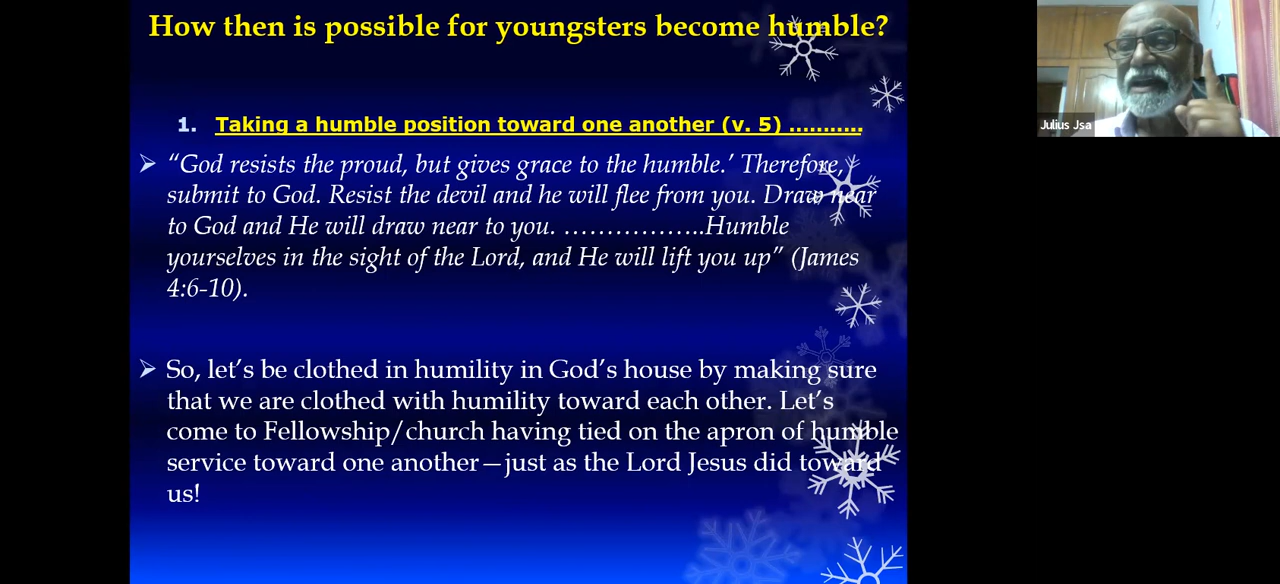 How then is possible for youngsters become humble?
1. Taking a humble position toward one another (v. 5) ...........
Julius Jsa
➢ “God resists the proud, but gives grace to the humble.’ Therefore,
submit to God. Resist the devil and he will flee from you. Draw near
to God and He will draw near to you. ……………..Humble
yourselves in the sight of the Lord, and He will lift you up” (James
4:6-10).
➢ So, let’s be clothed in humility in God’s house by making sure
that we are clothed with humility toward each other. Let’s
come to Fellowship/church having tied on the apron of humble
service toward one another—just as the Lord Jesus did toward
us!